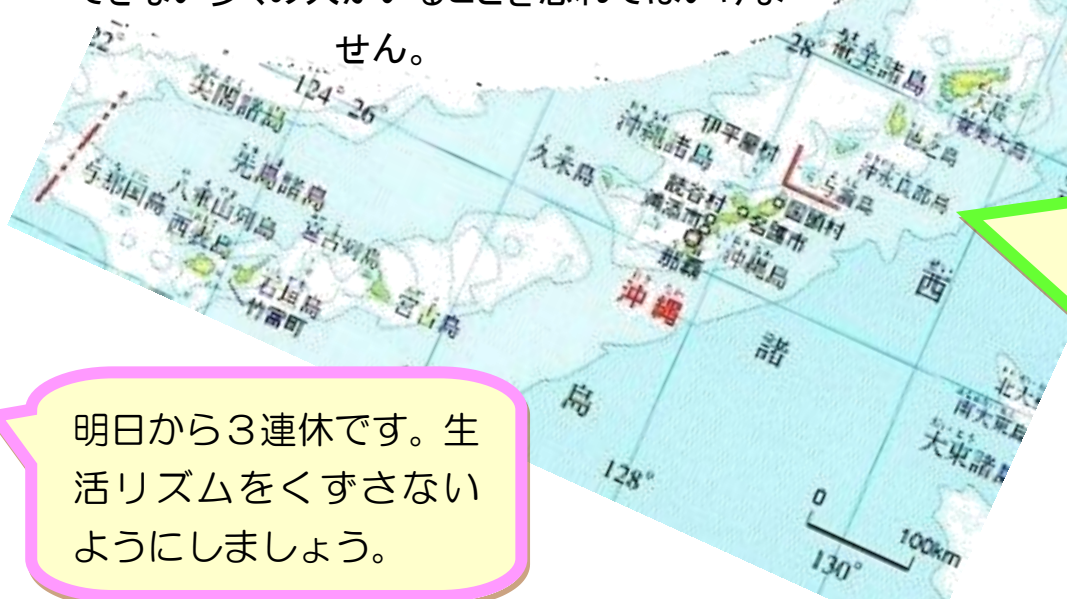 せん。
22°
124°
26°
28°
奄美諸島
尖閣諸島
先島諸島
与那国島
八重山列島
西表島
宮古列島
石垣島
竹富町
宮古島
久米島
沖縄諸島
伊平屋村
読谷村
浦添市
那覇
名護市
国頭村
沖縄島
与論島
沖永良部島
徳之島
奄美大島
沖縄
西
諸
島
大東諸島
128°
130°
0
100km
明日から３連休です。生
活リズムをくずさない
ようにしましょう。